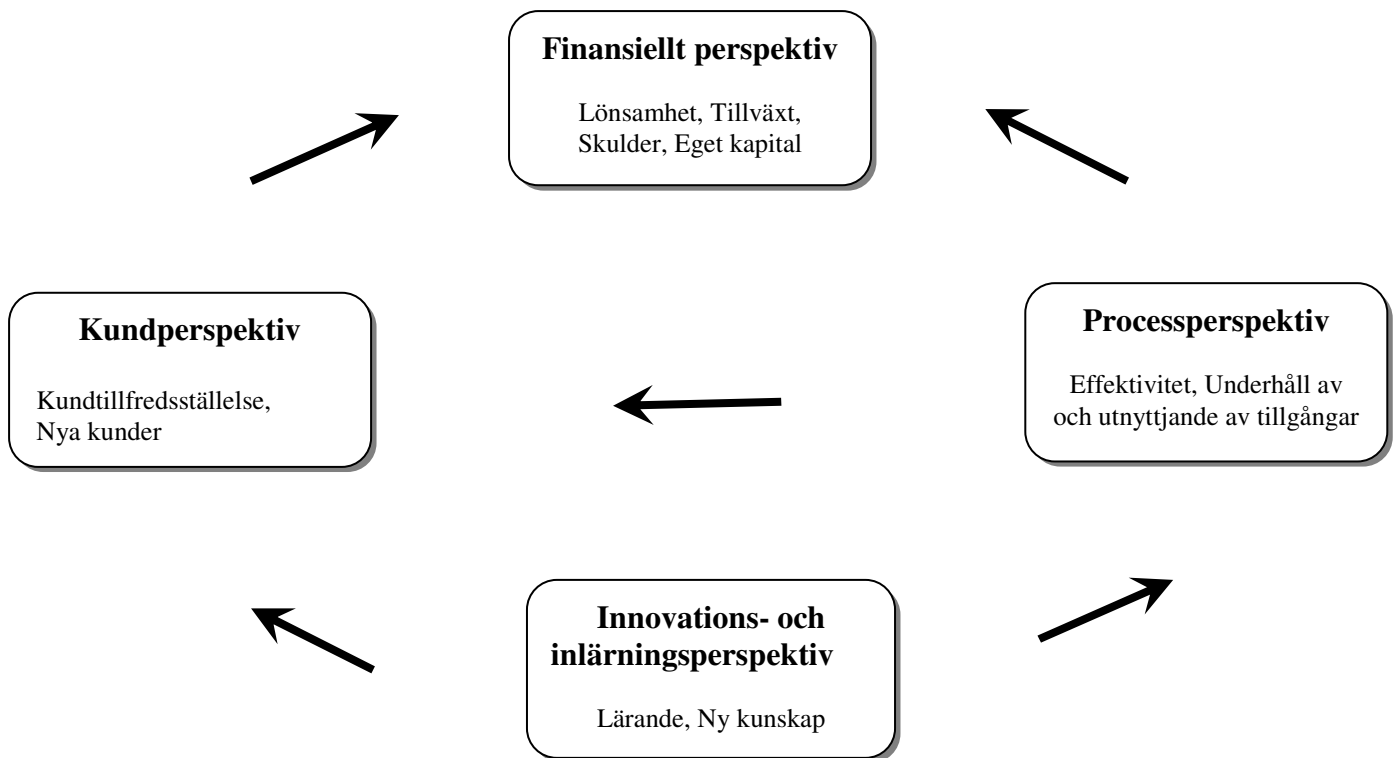 Finansiellt perspektiv
Lönsamhet, Tillväxt,
Skulder, Eget kapital
Kundperspektiv
Kundtillfredsställelse,
Nya kunder
Processperspektiv
Effektivitet, Underhåll av
och utnyttjande av tillgångar
Innovations- och
inlärningsperspektiv
Lärande, Ny kunskap